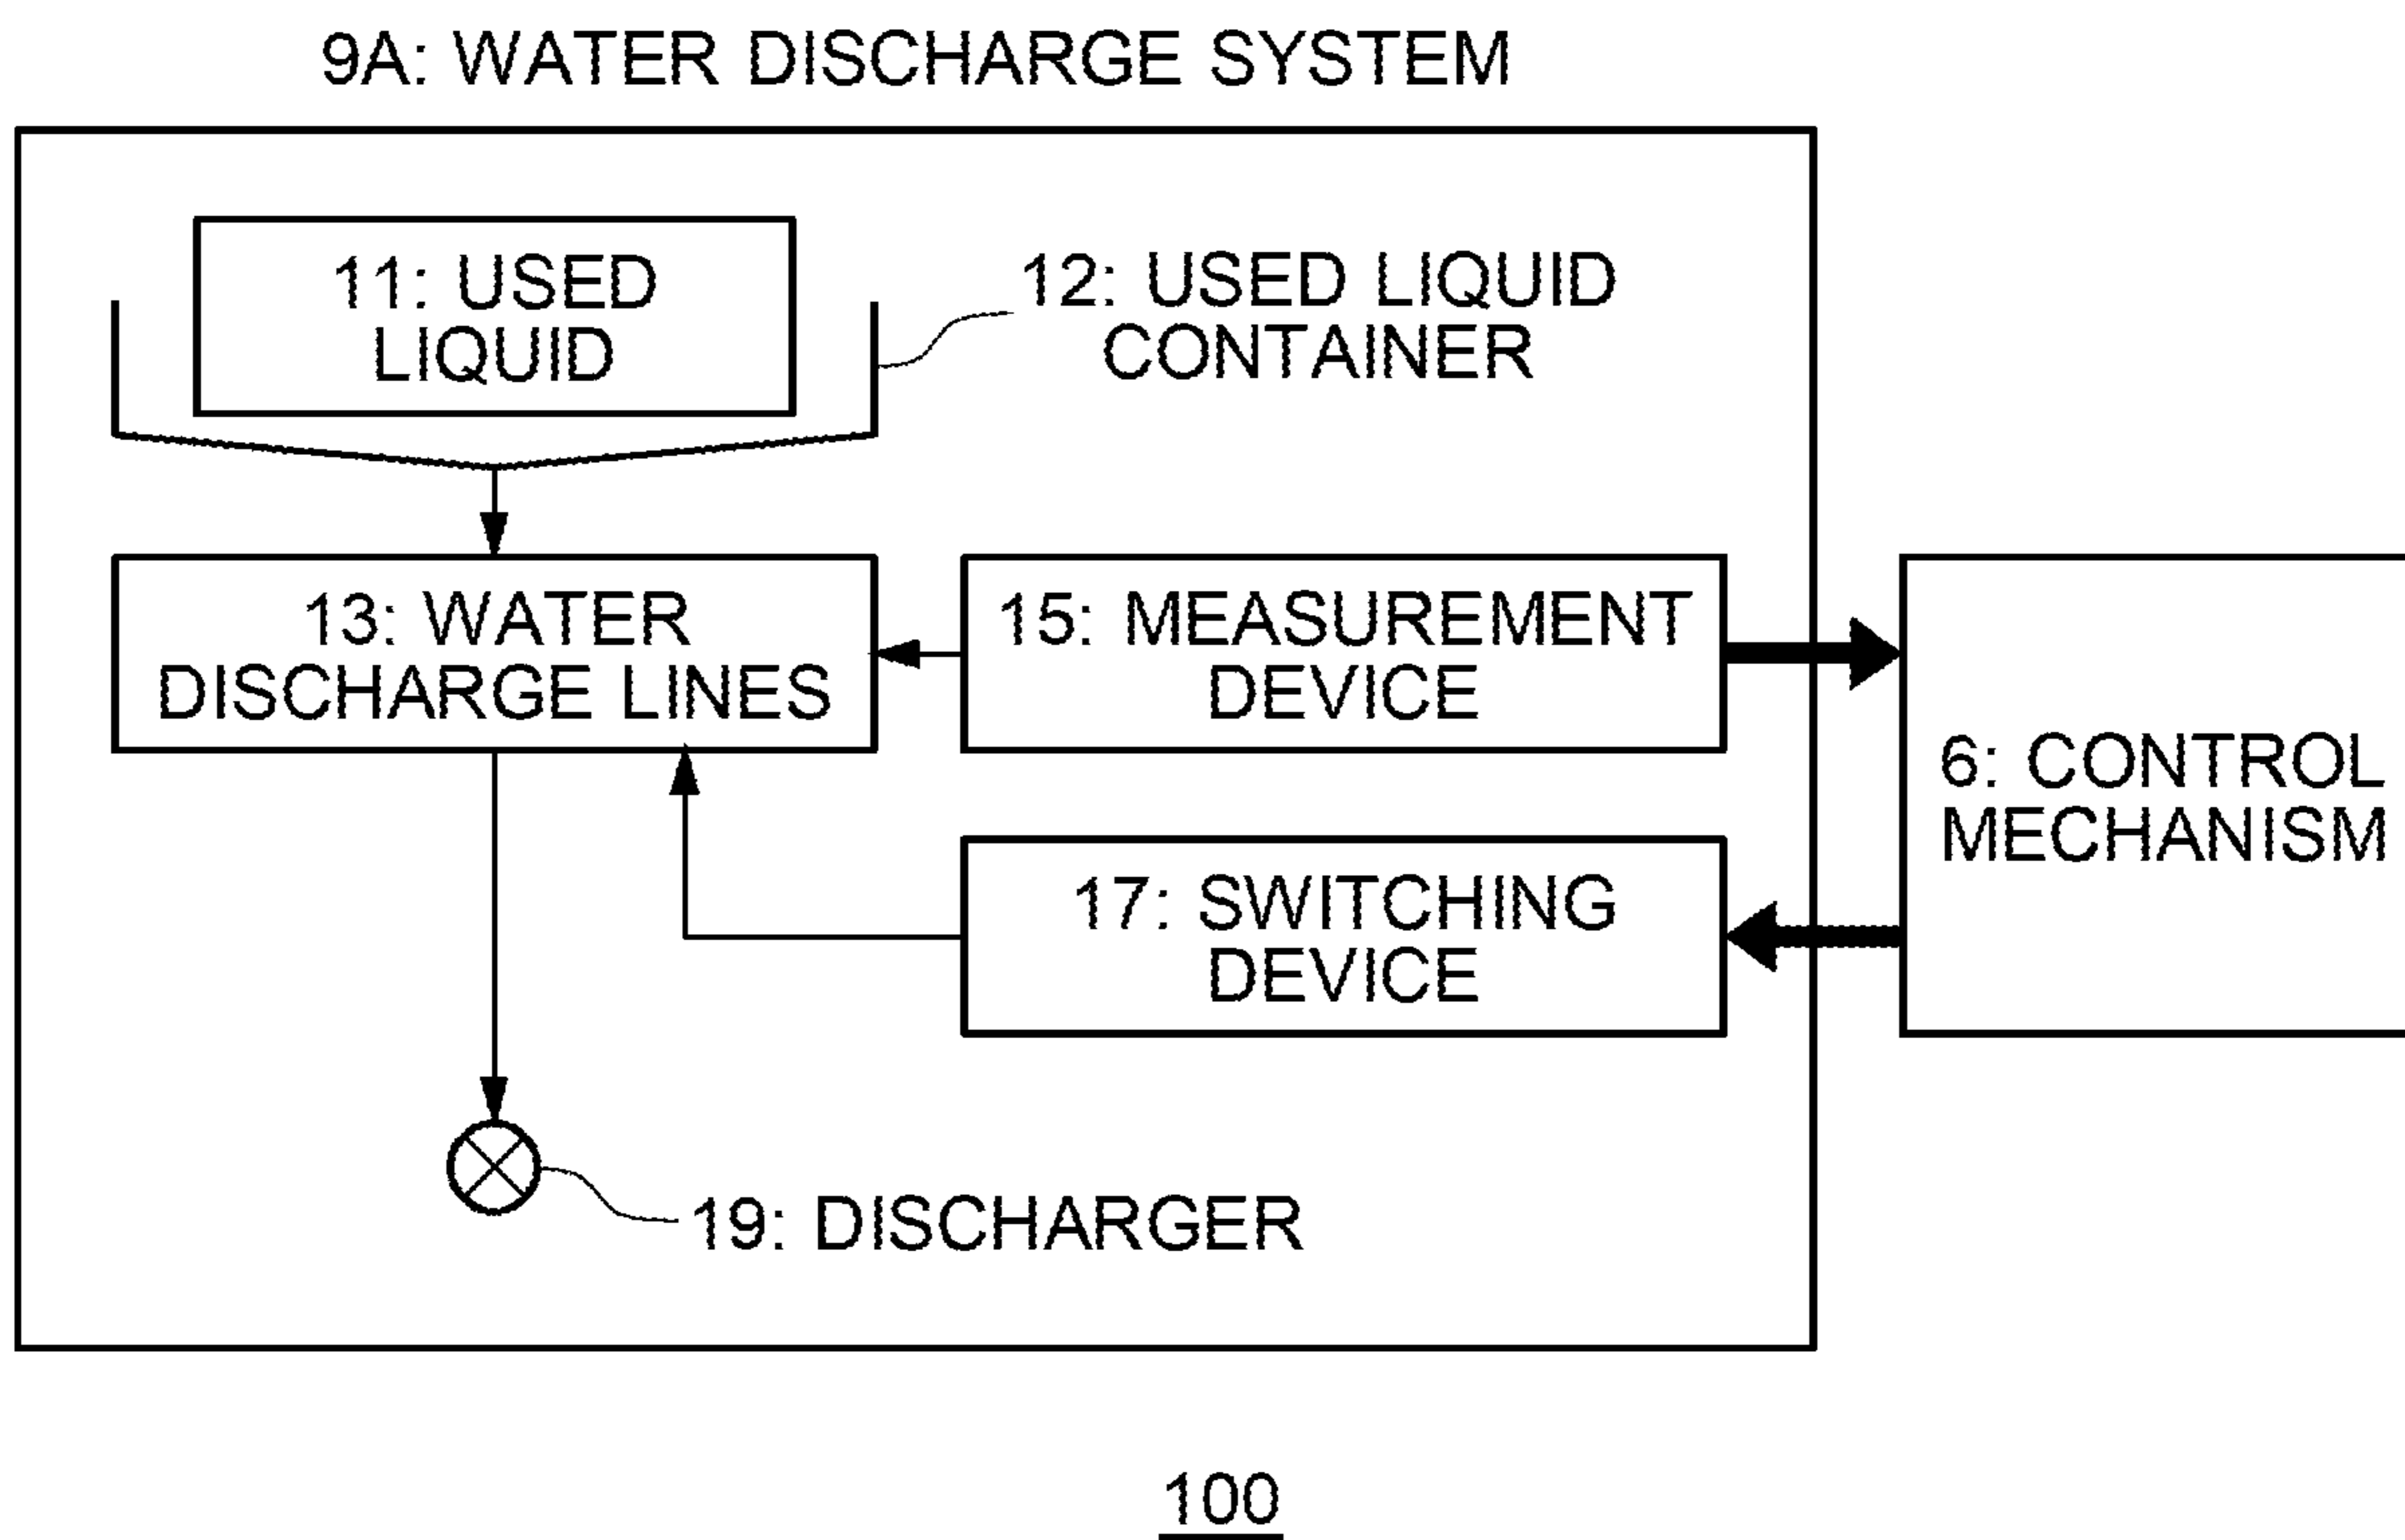 9A: WATER DISCHARGE SYSTEM
11: USED
LIQUID
12: USED LIQUID
CONTAINER
13: WATER
DISCHARGE LINES
15: MEASUREMENT
DEVICE
6: CONTROL
MECHANISM
17: SWITCHING
DEVICE
19: DISCHARGER
100